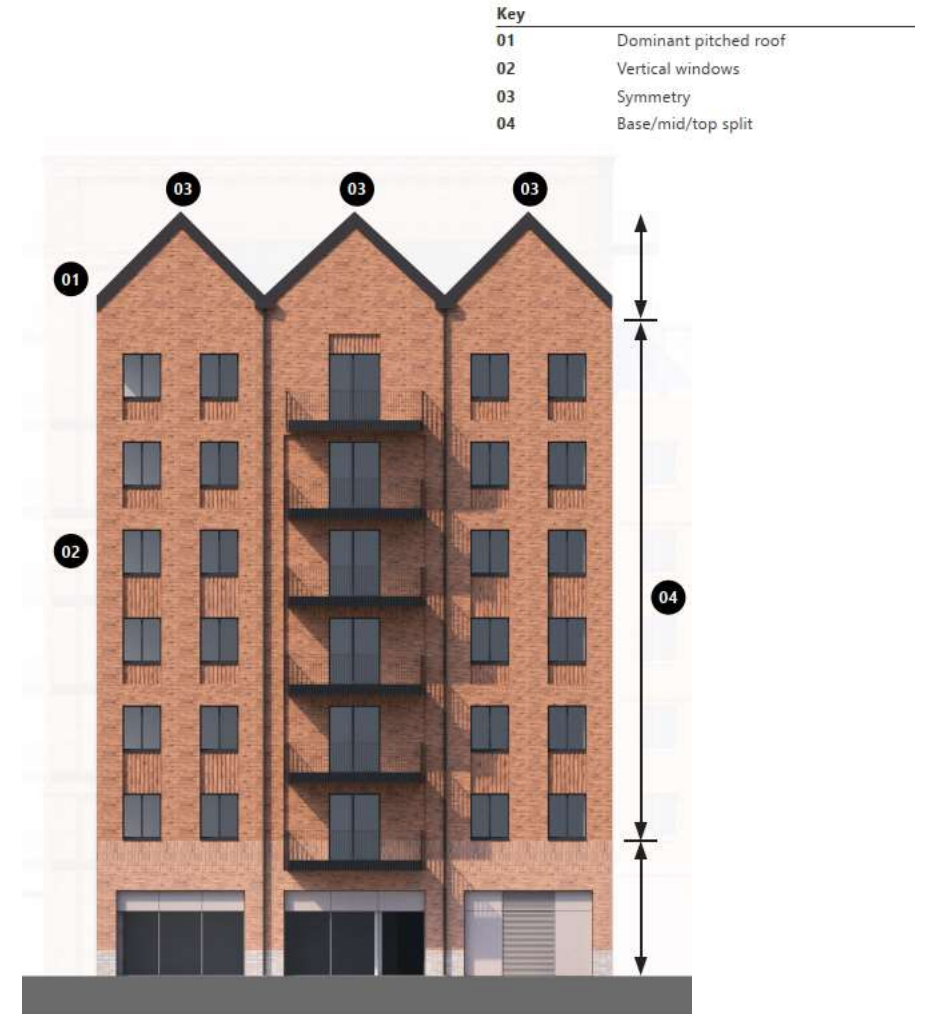 Key
01 Dominant pitched roof
02 Vertical windows
03 Symmetry
04 Base/mid/top split
03 03 03
01
02
04